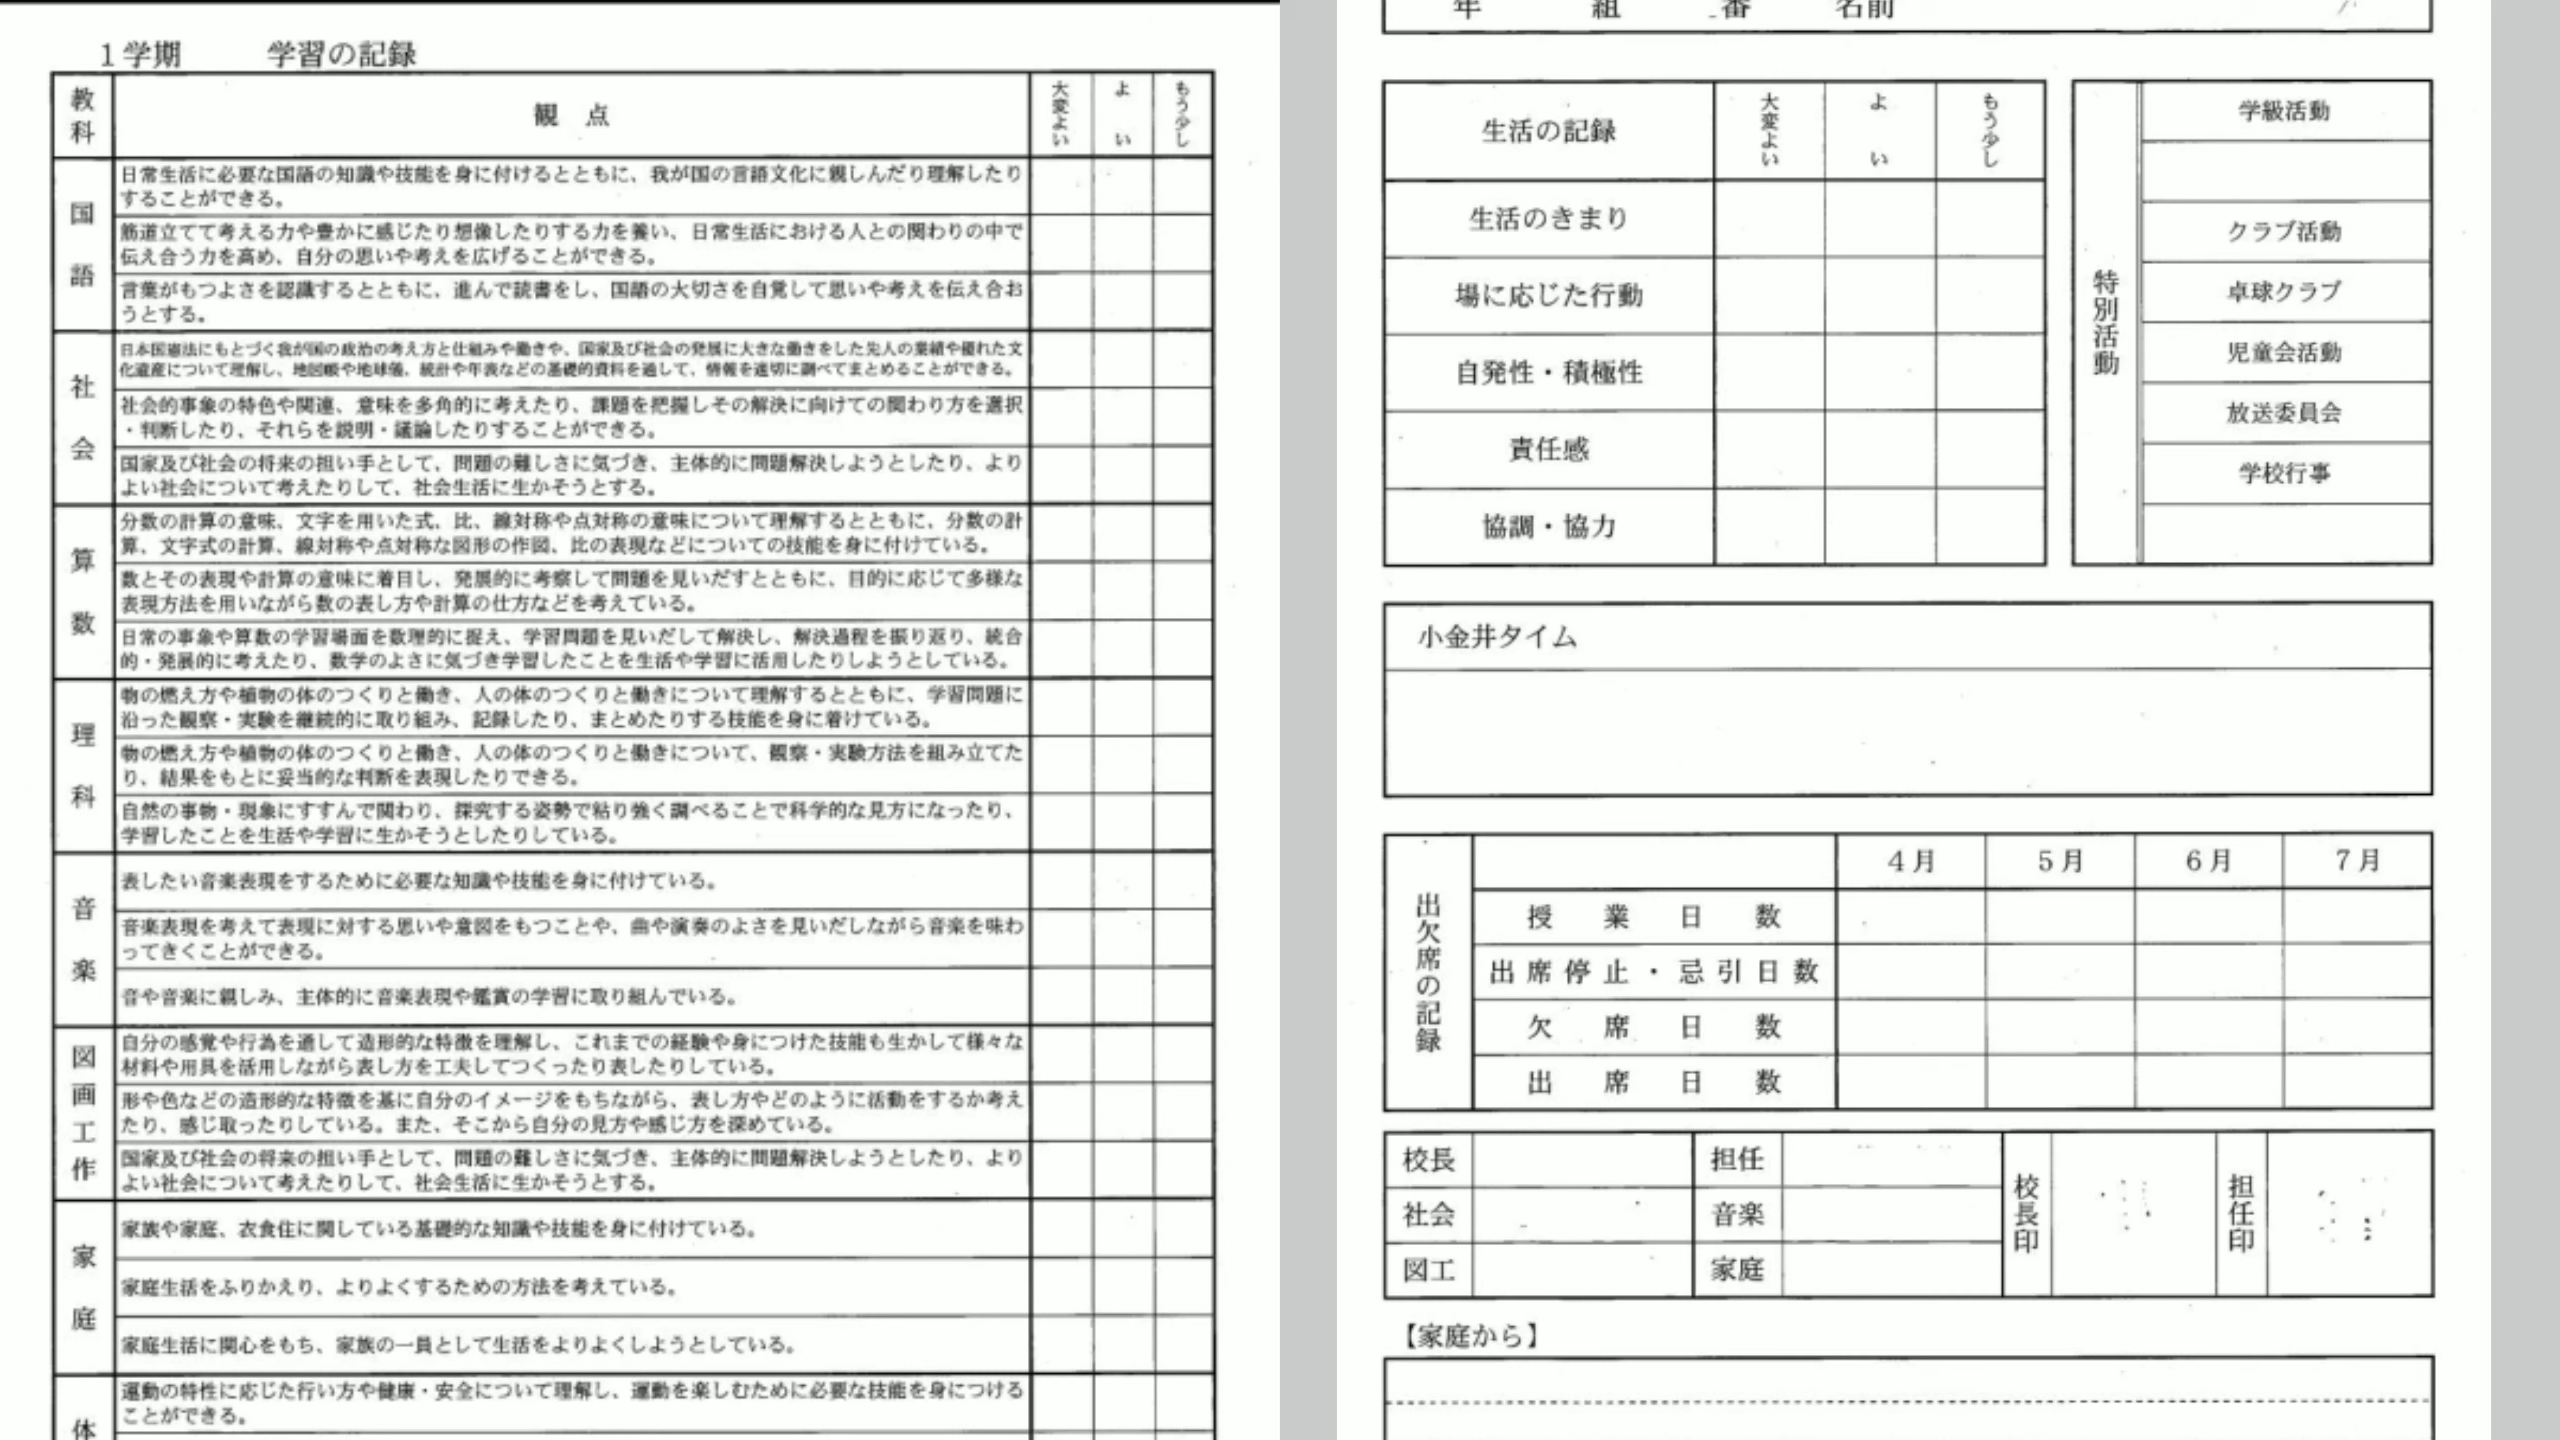 1学期　学習の記録
教科　観点　大変よい　よい　もう少し
国語
日常生活に必要な国語の知識や技能を身に付けるとともに、我が国の言語文化に親しんだり理解したり
することができる。
筋道立てて考える力や豊かに感じたり想像したりする力を養い、日常生活における人との関わりの中で
伝え合う力を高め、自分の思いや考えを広げることができる。
言葉がもつよさを認識するとともに、進んで読書をし、国語の大切さを自覚して思いや考えを伝え合お
うとする。
社会
日本国憲法にもとづく我が国の政治の考え方と仕組みや働きや、国家及び社会の発展に大きな働きをした先人の業績や優れた文
化遺産について理解し、地図帳や地球儀、統計や年表などの基礎的資料を通して、情報を適切に調べてまとめることができる。
社会的事象の特色や関連、意味を多角的に考えたり、課題を把握しその解決に向けての関わり方を選択
・判断したり、それらを説明・議論したりすることができる。
国家及び社会の将来の担い手として、問題の難しさに気づき、主体的に問題解決しようとしたり、より
よい社会について考えたりして、社会生活に生かそうとする。
算数
分数の計算の意味、文字を用いた式、比、線対称や点対称の意味について理解するとともに、分数の計
算、文字式の計算、線対称や点対称な図形の作図、比の表現などについての技能を身に付けている。
数とその表現や計算の意味に着目し、発展的に考察して問題を見いだすとともに、目的に応じて多様な
表現方法を用いながら数の表し方や計算の仕方などを考えている。
日常の事象や算数の学習場面を数理的に捉え、学習問題を見いだして解決し、解決過程を振り返り、統合
的・発展的に考えたり、数学のよさに気づき学習したことを生活や学習に活用したりしようとしている。
理科
物の燃え方や植物の体のつくりと働き、人の体のつくりと働きについて理解するとともに、学習問題に
沿った観察・実験を継続的に取り組み、記録したり、まとめたりする技能を身に着けている。
物の燃え方や植物の体のつくりと働き、人の体のつくりと働きについて、観察・実験方法を組み立てた
り、結果をもとに妥当的な判断を表現したりできる。
自然の事物・現象にすすんで関わり、探究する姿勢で粘り強く調べることで科学的な見方になったり、
学習したことを生活や学習に生かそうとしたりしている。
音楽
表したい音楽表現をするために必要な知識や技能を身に付けている。
音楽表現を考えて表現に対する思いや意図をもつことや、曲や演奏のよさを見いだしながら音楽を味わ
ってきくことができる。
音や音楽に親しみ、主体的に音楽表現や鑑賞の学習に取り組んでいる。
図画工作
自分の感覚や行為を通して造形的な特徴を理解し、これまでの経験や身につけた技能も生かして様々な
材料や用具を活用しながら表し方を工夫してつくったり表したりしている。
形や色などの造形的な特徴を基に自分のイメージをもちながら、表し方やどのように活動をするか考え
たり、感じ取ったりしている。また、そこから自分の見方や感じ方を深めている。
国家及び社会の将来の担い手として、問題の難しさに気づき、主体的に問題解決しようとしたり、より
よい社会について考えたりして、社会生活に生かそうとする。
家庭
家族や家庭、衣食住に関している基礎的な知識や技能を身に付けている。
家庭生活をふりかえり、よりよくするための方法を考えている。
家庭生活に関心をもち、家族の一員として生活をよりよくしようとしている。
体
運動の特性に応じた行い方や健康・安全について理解し、運動を楽しむために必要な技能を身につける
ことができる。
年　組　番　名前
生活の記録　大変よい　よい　もう少し
生活のきまり
場に応じた行動
自発性・積極性
責任感
協調・協力
特別活動
学級活動
クラブ活動
卓球クラブ
児童会活動
放送委員会
学校行事
小金井タイム
出欠席の記録
4月　5月　6月　7月
授業日数
出席停止・忌引日数
欠席日数
出席日数
校長　担任
社会　音楽
図工　家庭
校長印　担任印
【家庭から】